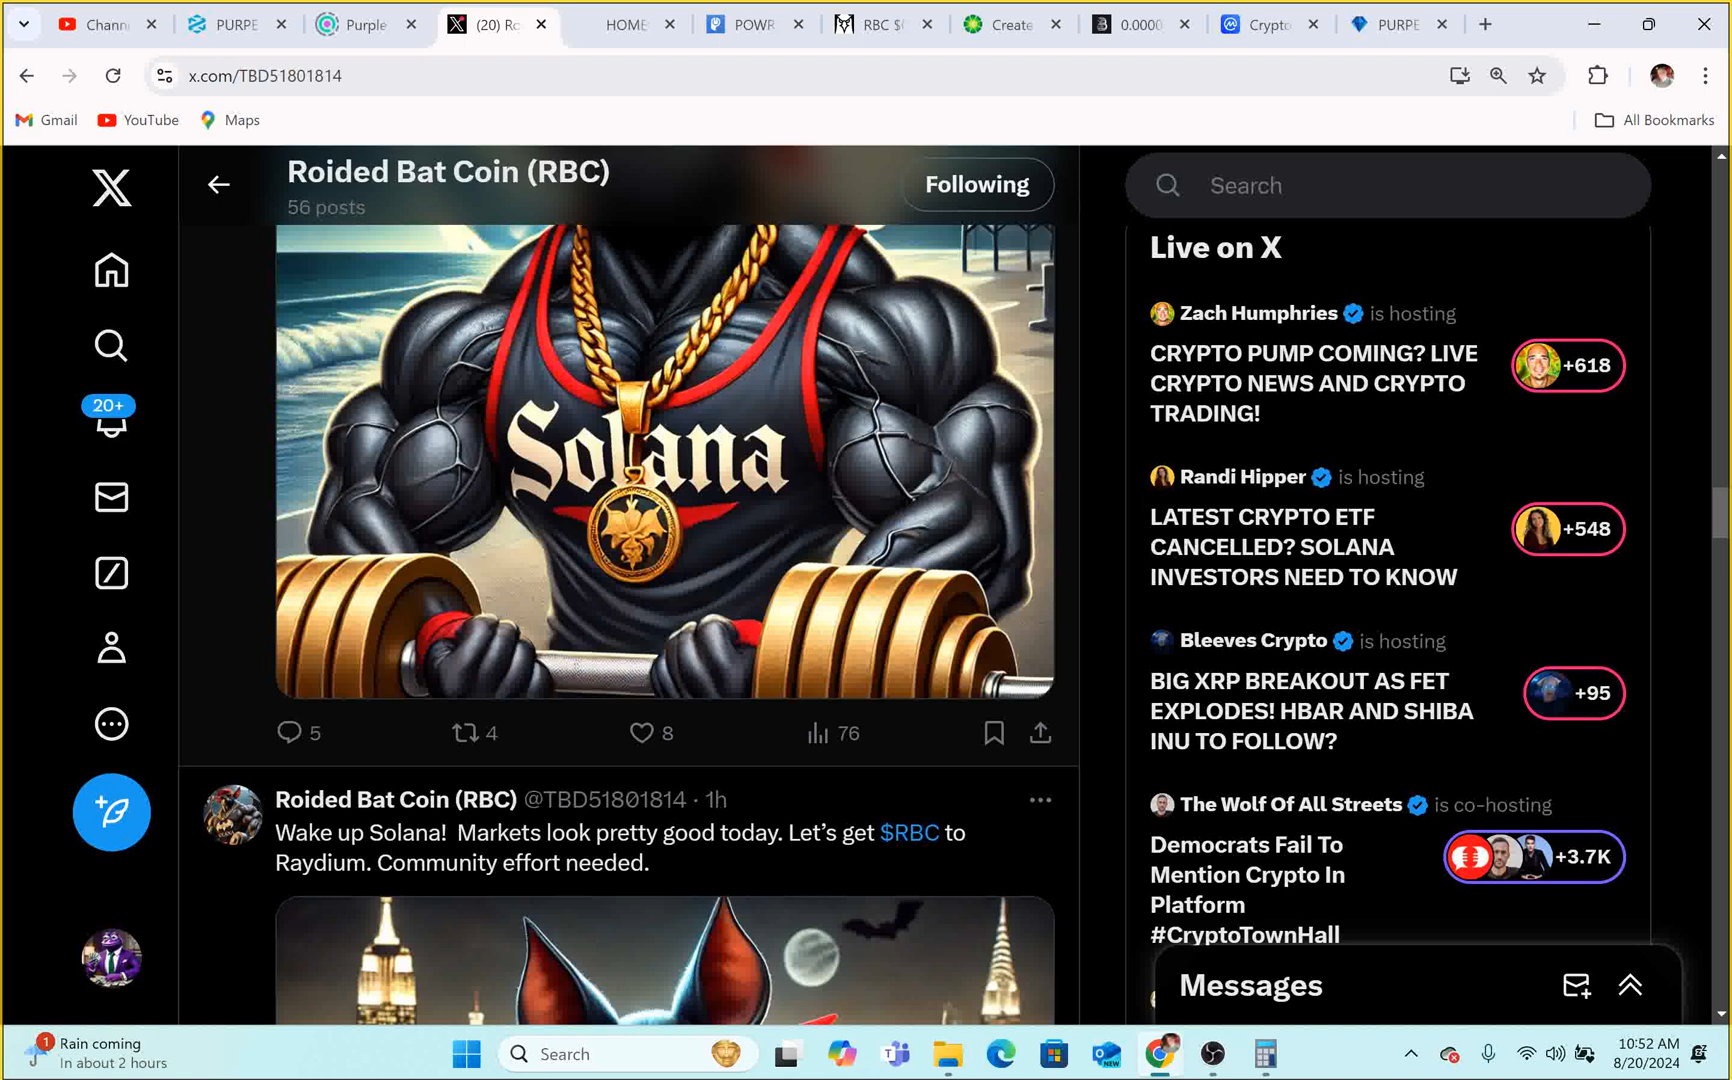 Chann
PURPE
Purple
(20) Ro
HOME
POWR
RBC $
Create
0.0000
Crypto
PURPE
x.com/TBD51801814
Gmail
YouTube
Maps
All Bookmarks
Roided Bat Coin (RBC)
56 posts
Following
Search
Solana
20+
5
4
8
76
Roided Bat Coin (RBC) @TBD51801814 · 1h
Wake up Solana! Markets look pretty good today. Let's get $RBC to
Raydium. Community effort needed.
Live on X
Zach Humphries is hosting
CRYPTO PUMP COMING? LIVE
CRYPTO NEWS AND CRYPTO
TRADING!
+618
Randi Hipper is hosting
LATEST CRYPTO ETF
CANCELLED? SOLANA
INVESTORS NEED TO KNOW
+548
Bleeves Crypto is hosting
BIG XRP BREAKOUT AS FET
EXPLODES! HBAR AND SHIBA
INU TO FOLLOW?
+95
The Wolf Of All Streets is co-hosting
Democrats Fail To
Mention Crypto In
Platform
#CryptoTownHall
+3.7K
Messages
1
Rain coming
In about 2 hours
Search
NEW
10:52 AM
8/20/2024